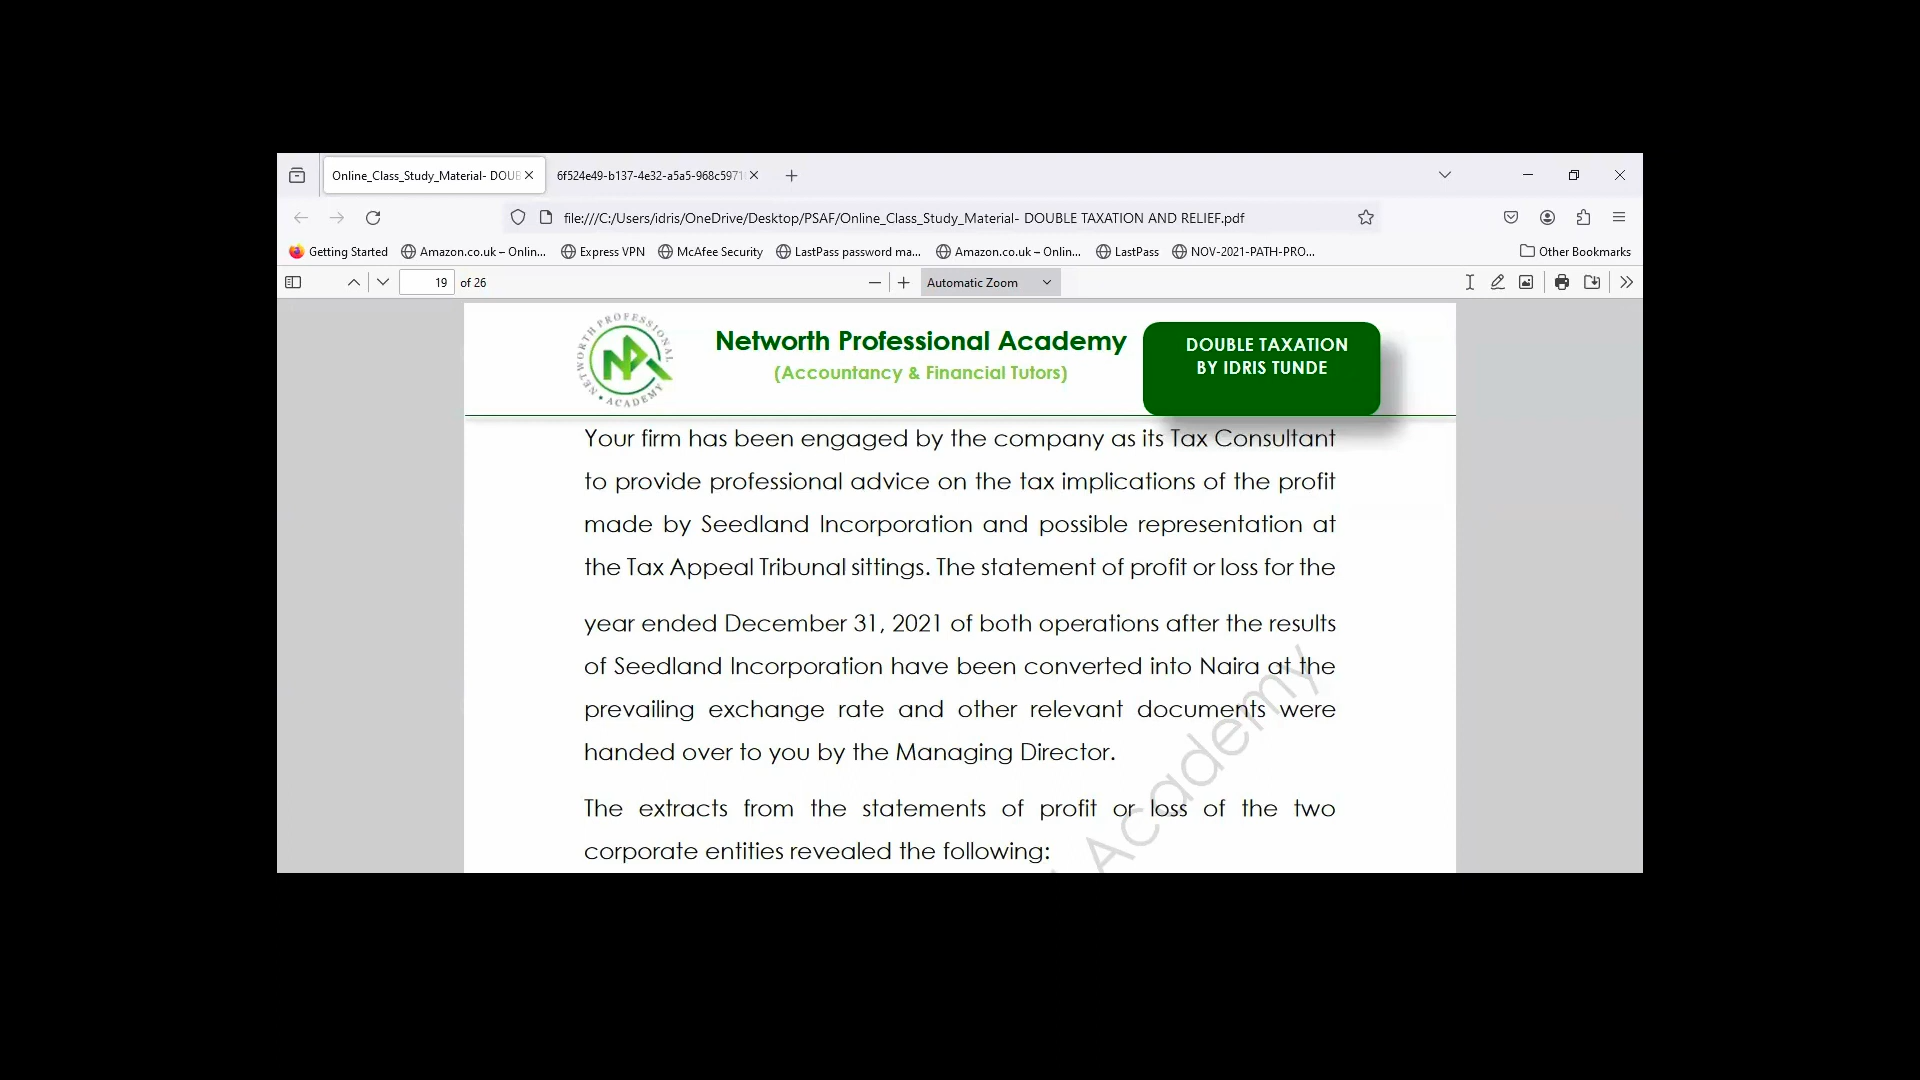 Online_Class_Study_Material- DOUB
6f524e49-b137-4e32-a5a5-968c5971
file:///C:/Users/idris/OneDrive/Desktop/PSAF/Online_Class_Study_Material- DOUBLE TAXATION AND RELIEF.pdf
Getting Started Amazon.co.uk – Onlin... Express VPN McAfee Security LastPass password ma... Amazon.co.uk – Onlin... LastPass NOV-2021-PATH-PRO... Other Bookmarks
19 of 26 Automatic Zoom
NETWORTH PROFESSIONAL
• ACADEMY •
Networth Professional Academy
(Accountancy & Financial Tutors)
DOUBLE TAXATION
BY IDRIS TUNDE
Your firm has been engaged by the company as its Tax Consultant
to provide professional advice on the tax implications of the profit
made by Seedland Incorporation and possible representation at
the Tax Appeal Tribunal sittings. The statement of profit or loss for the
year ended December 31, 2021 of both operations after the results
of Seedland Incorporation have been converted into Naira at the
prevailing exchange rate and other relevant documents were
handed over to you by the Managing Director.
The extracts from the statements of profit or loss of the two
corporate entities revealed the following:
Academy